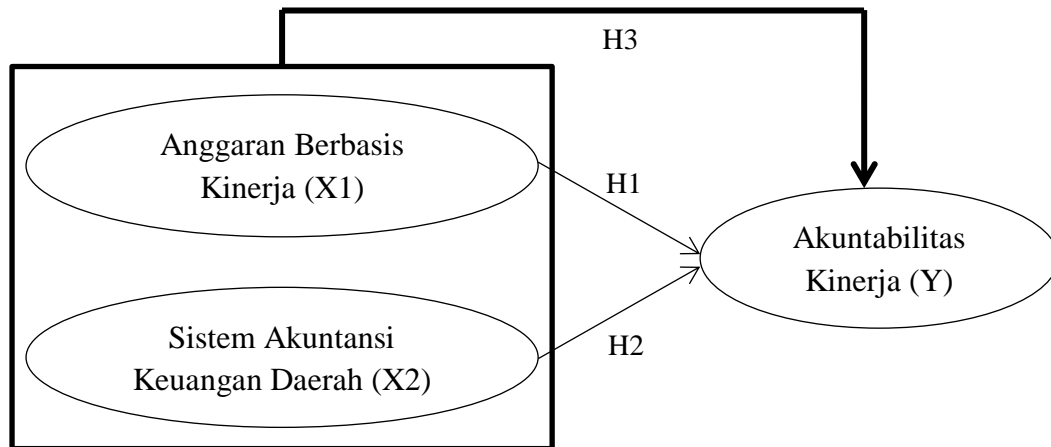 H3
Anggaran Berbasis
Kinerja (X1)
H1
Akuntabilitas
Kinerja (Y)
Sistem Akuntansi
Keuangan Daerah (X2)
H2